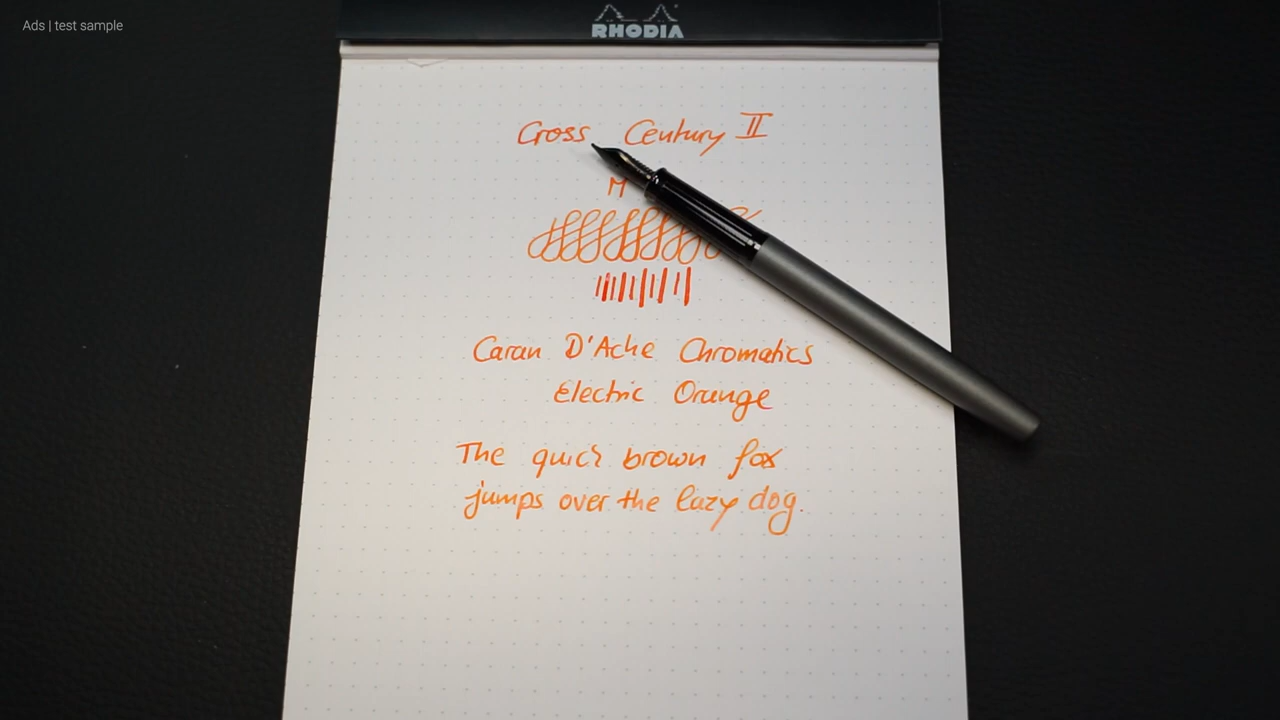 Ads | test sample
RHODIA
Cross Century II
M
Caran D'Ache Chromatics
Electric Orange
The quick brown fox
jumps over the lazy dog.